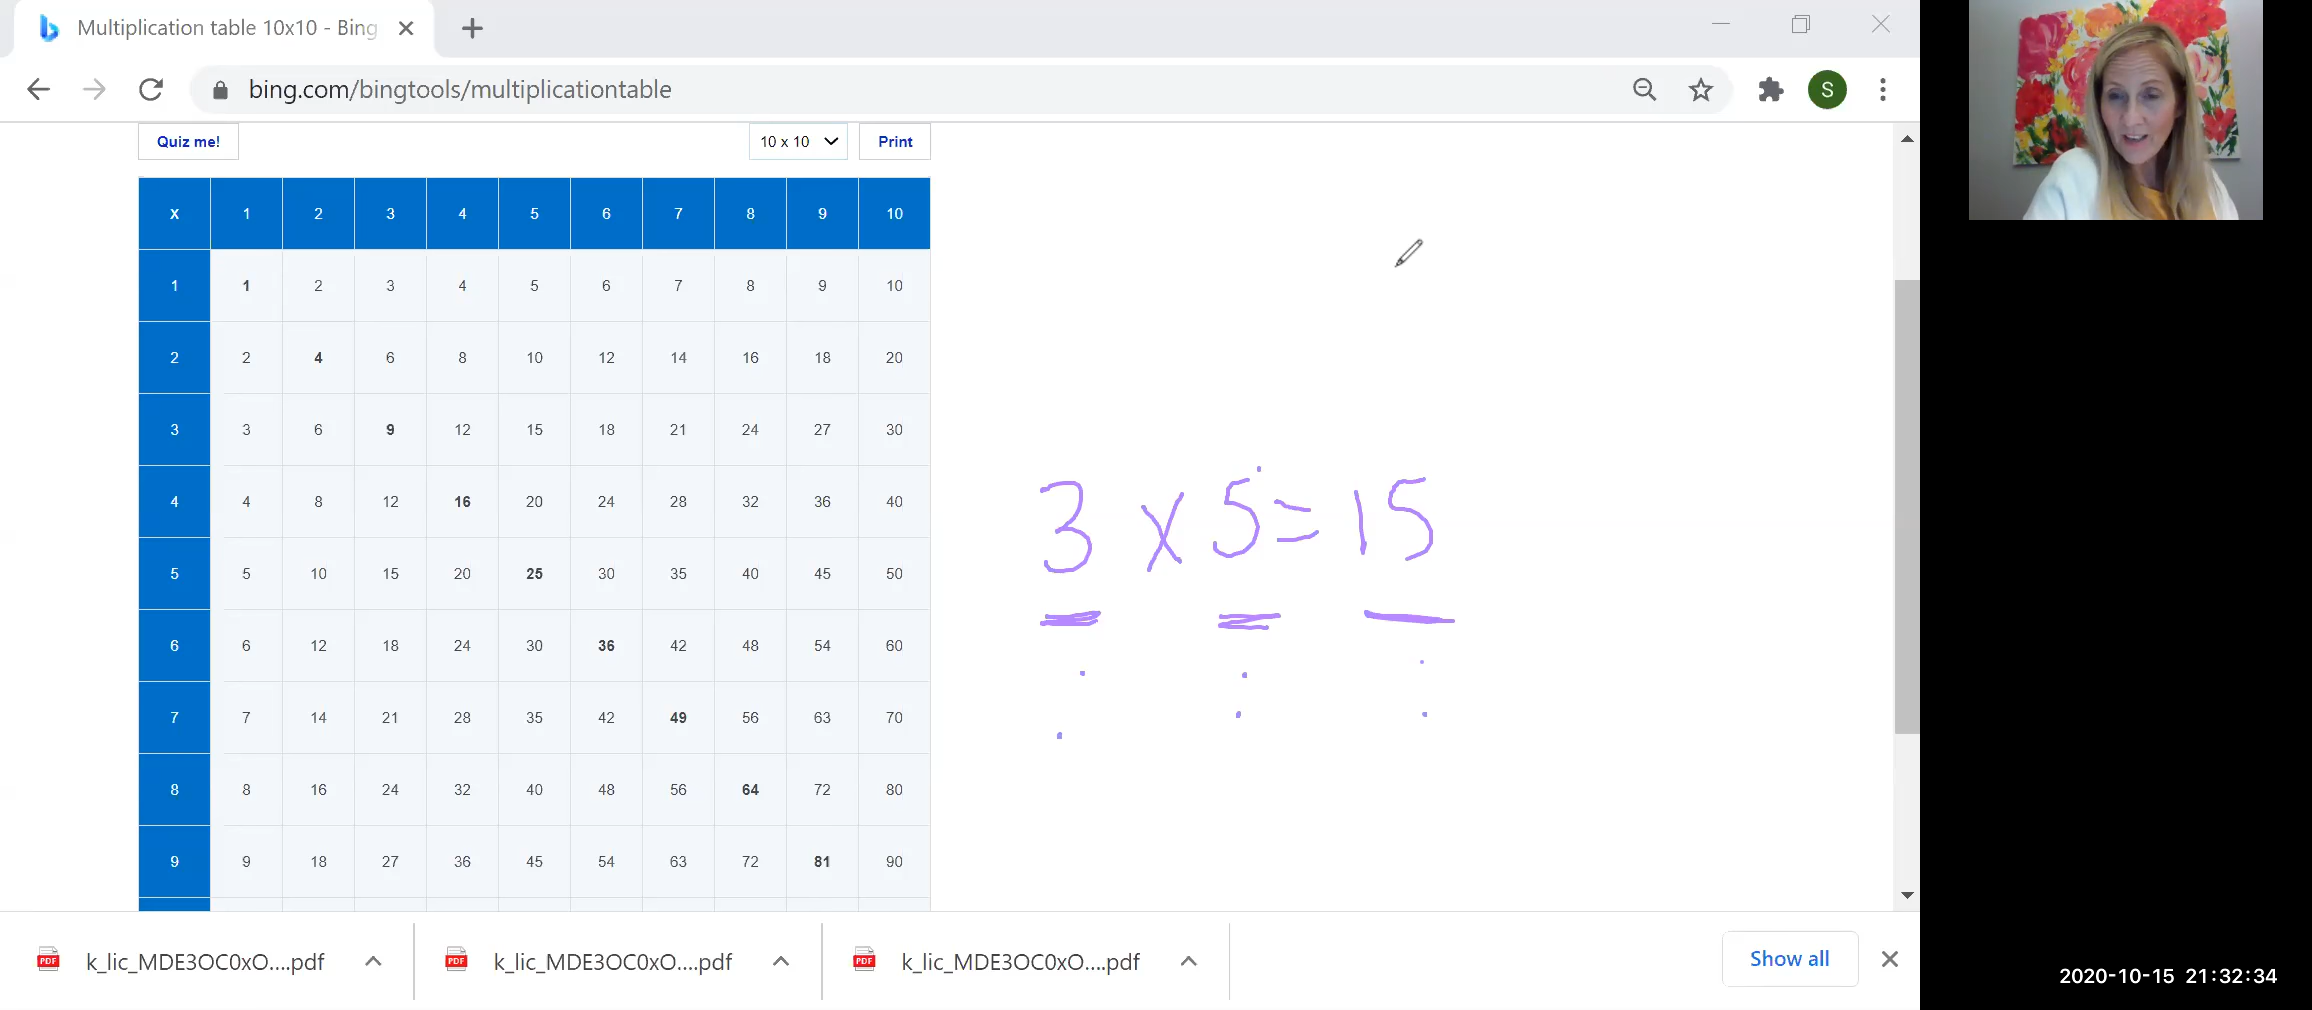 Multiplication table 10x10 - Bing
bing.com/bingtools/multiplicationtable
S
Quiz me!
10 x 10
Print
X 1 2 3 4 5 6 7 8 9 10
1 1 2 3 4 5 6 7 8 9 10
2 2 4 6 8 10 12 14 16 18 20
3 3 6 9 12 15 18 21 24 27 30
4 4 8 12 16 20 24 28 32 36 40
5 5 10 15 20 25 30 35 40 45 50
6 6 12 18 24 30 36 42 48 54 60
7 7 14 21 28 35 42 49 56 63 70
8 8 16 24 32 40 48 56 64 72 80
9 9 18 27 36 45 54 63 72 81 90
3 x 5 = 15
PDF k_lic_MDE3OC0xO....pdf
PDF k_lic_MDE3OC0xO....pdf
PDF k_lic_MDE3OC0xO....pdf
Show all
2020-10-15 21:32:34